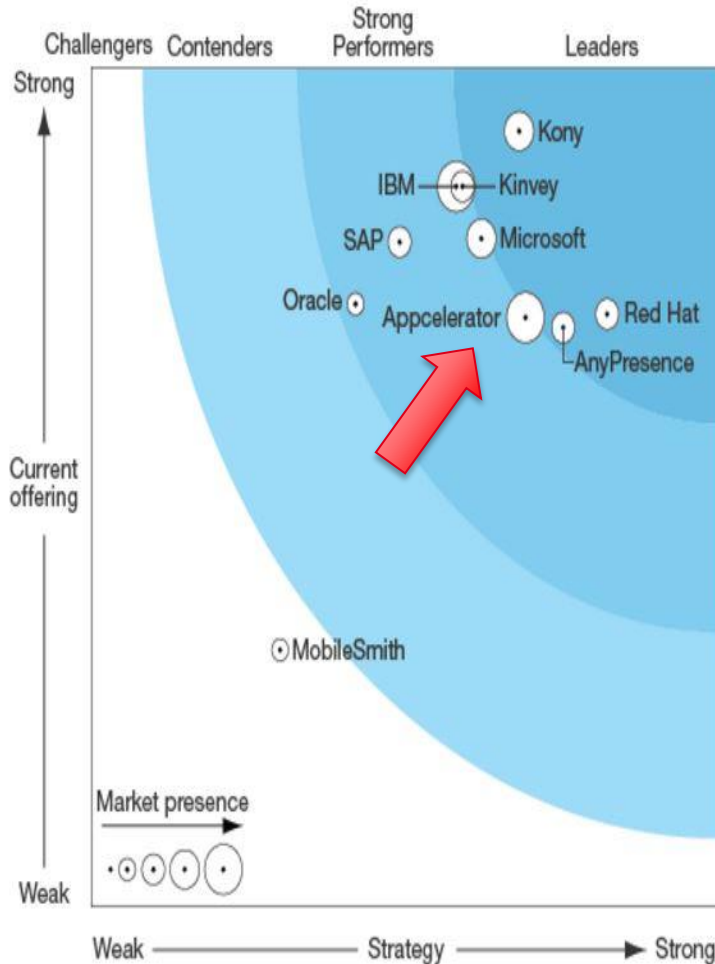 Challengers Contenders Strong Performers Leaders
Strong
Kony
IBM Kinvey
SAP Microsoft
Oracle Appcelerator Red Hat
AnyPresence
Current
offering
MobileSmith
Market presence
Weak
Weak Strategy Strong